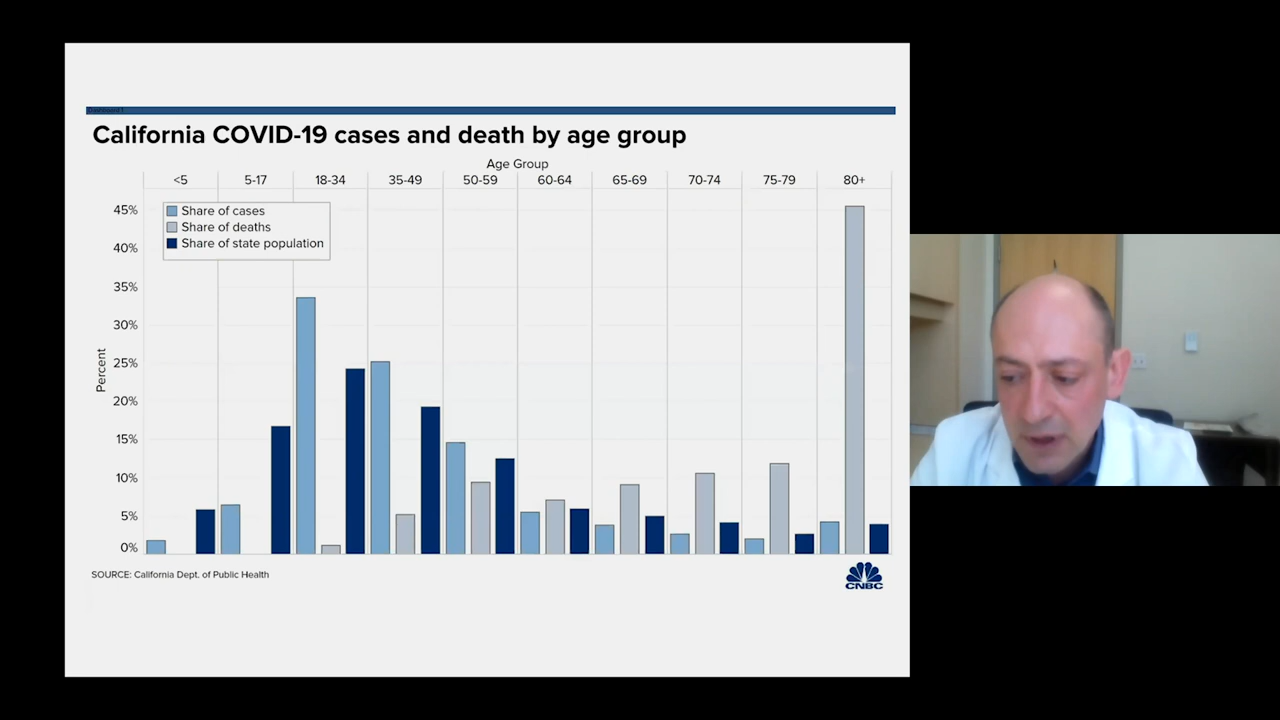 California COVID-19 cases and death by age group
Age Group
<5 5-17 18-34 35-49 50-59 60-64 65-69 70-74 75-79 80+
Share of cases
Share of deaths
Share of state population
Percent
45%
40%
35%
30%
25%
20%
15%
10%
5%
0%
SOURCE: California Dept. of Public Health
CNBC